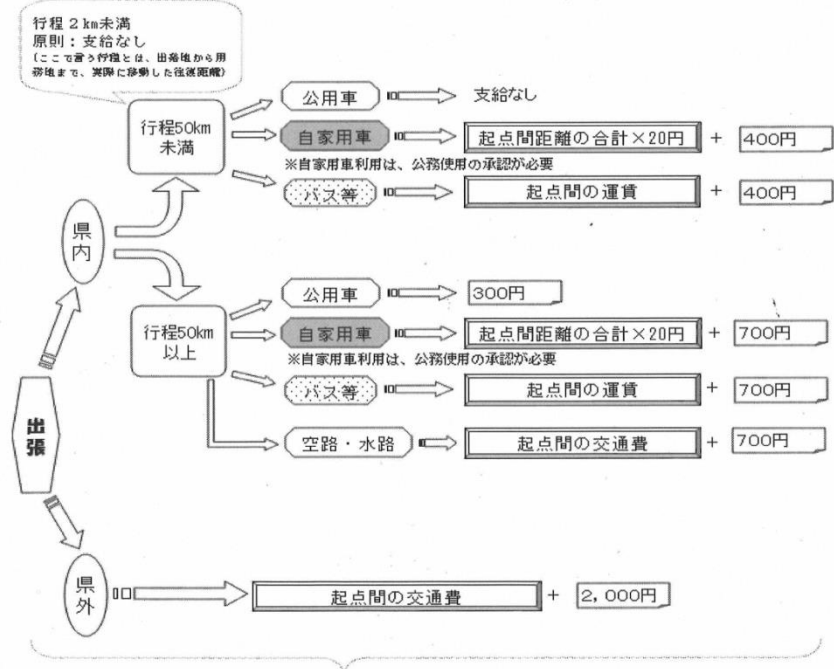 行程2km未満
原則：支給なし
(ここで言う行程とは、出発地から用
務地まで、実際に移動した往復距離)
行程50km
未満
公用車
支給なし
自家用車
起点間距離の合計×20円 + 400円
※自家用車利用は、公務使用の承認が必要
バス等
起点間の運賃 + 400円
県内
行程50km
以上
公用車
300円
自家用車
起点間距離の合計×20円 + 700円
※自家用車利用は、公務使用の承認が必要
バス等
起点間の運賃 + 700円
空路・水路
起点間の交通費 + 700円
出張
県外
起点間の交通費 + 2,000円